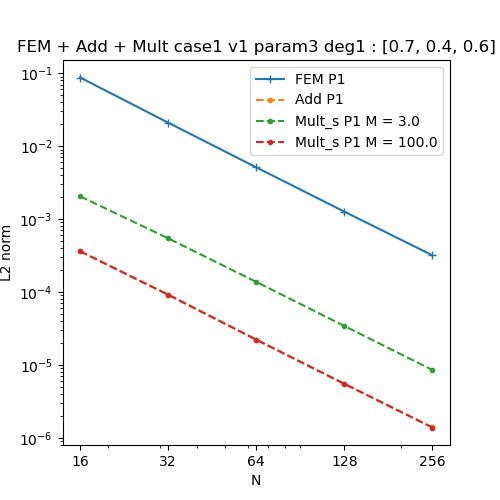 FEM + Add + Mult case1 v1 param3 deg1 : [0.7, 0.4, 0.6]
FEM P1
Add P1
Mult_s P1 M = 3.0
Mult_s P1 M = 100.0
10⁻¹
10⁻²
10⁻³
10⁻⁴
10⁻⁵
10⁻⁶
L2 norm
16 32 64 128 256
N